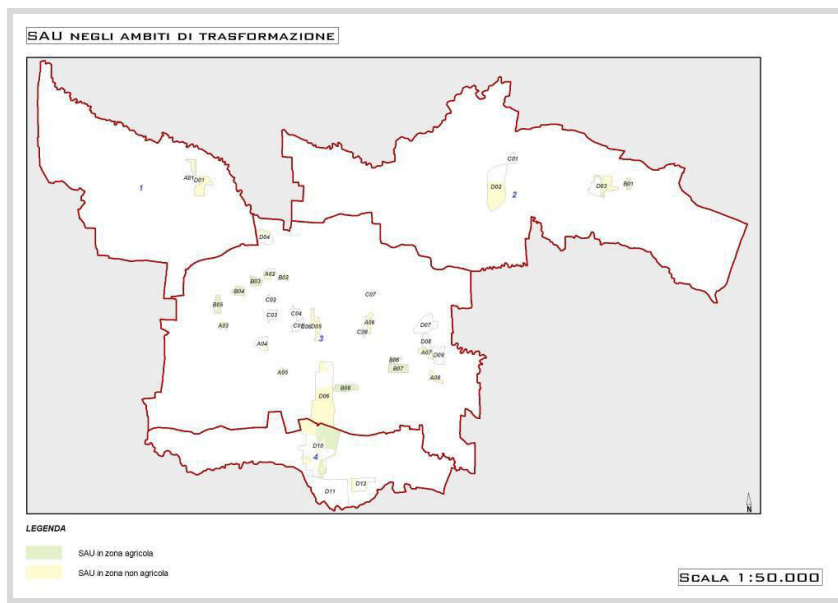 SAU NEGLI AMBITI DI TRASFORMAZIONE
C01
A01 D01
D02
D03
B01
1
2
D04
A02
B03
B02
B04
C02
C07
B05
C03
C04
A03
D05
A06
D07
C08
3
A04
D08
A07
D09
A05
B07
A08
B08
D06
D10
4
D11
D12
N
LEGENDA
SAU in zona agricola
SAU in zona non agricola
SCALA 1:50.000